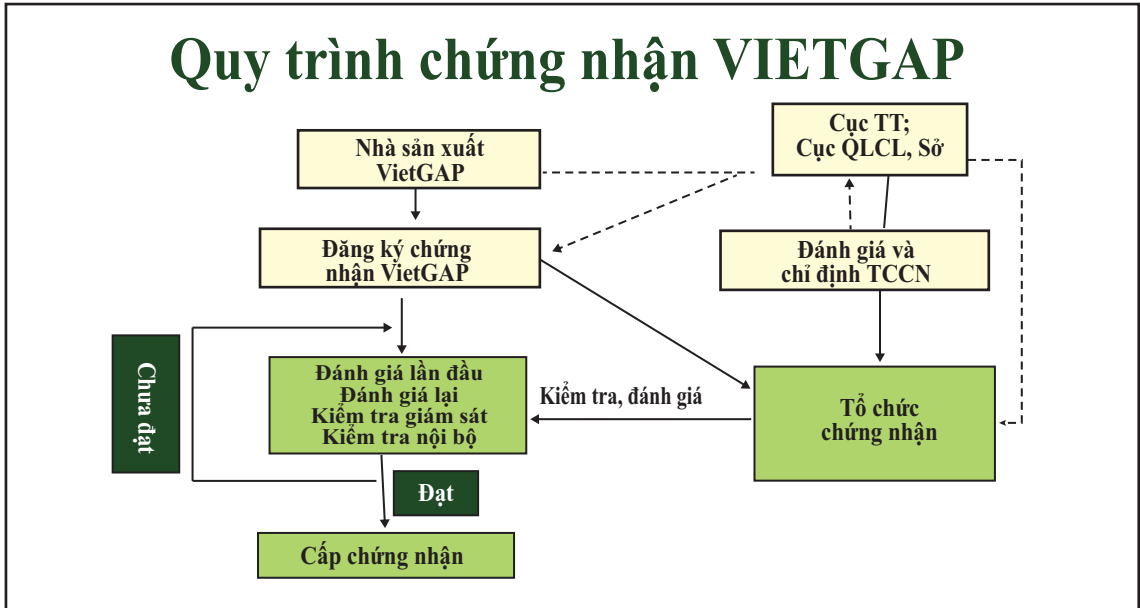 Quy trình chứng nhận VIETGAP
Nhà sản xuất
VietGAP
Cục TT;
Cục QLCL, Sở
Đăng ký chứng
nhận VietGAP
Đánh giá và
chỉ định TCCN
Chưa đạt
Đánh giá lần đầu
Đánh giá lại
Kiểm tra giám sát
Kiểm tra nội bộ
Kiểm tra, đánh giá
Tổ chức
chứng nhận
Đạt
Cấp chứng nhận